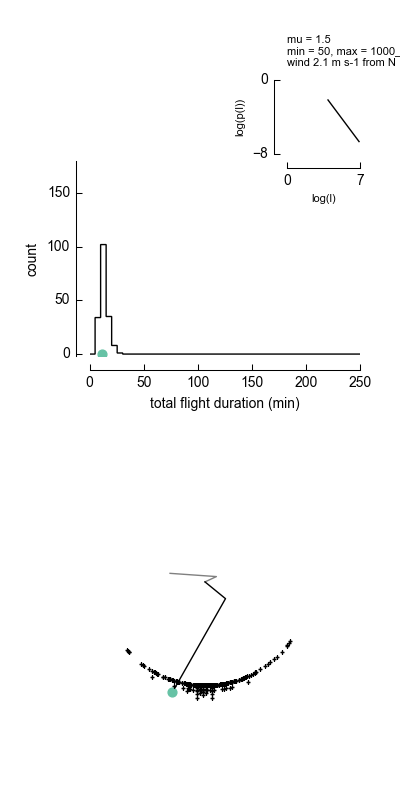 mu = 1.5
min = 50, max = 1000_
wind 2.1 m s-1 from N
0
log(p(l))
−8
0
7
log(l)
150
100
count
50
0
0
50
100
150
200
250
total flight duration (min)